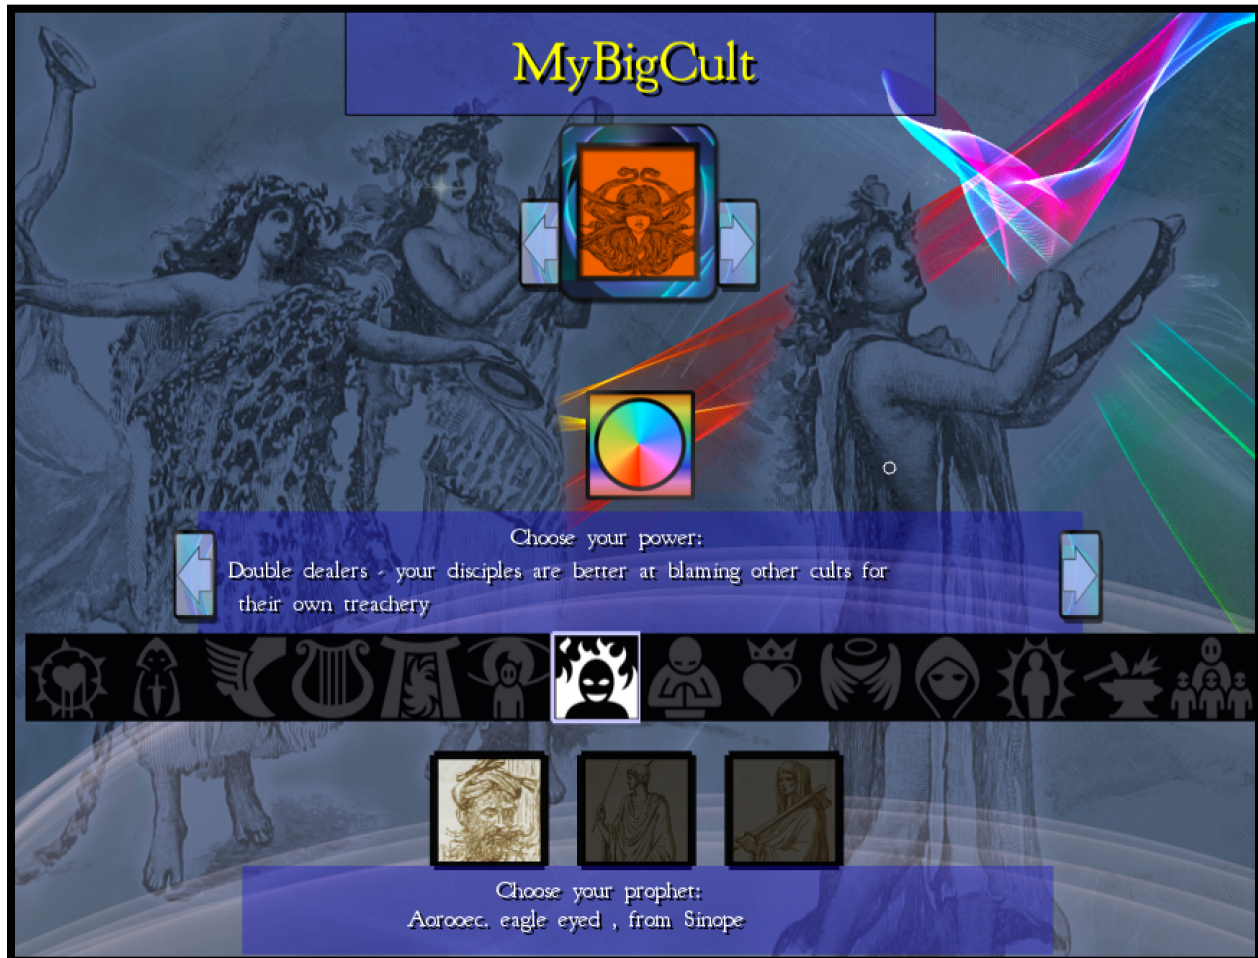 MyBigCult
Choose your power:
Double dealers - your disciples are better at blaming other cults for
their own treachery
Choose your prophet:
Aorooec. eagle eyed , from Sinope